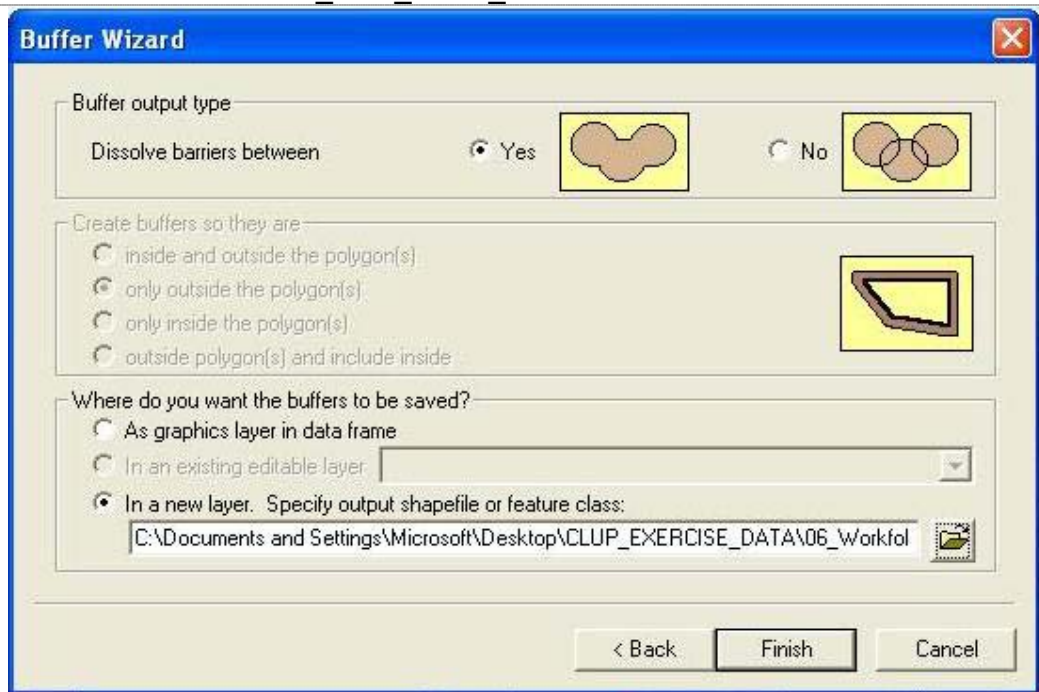 Buffer Wizard
Buffer output type
Dissolve barriers between
Yes
No
Create buffers so they are
inside and outside the polygon(s)
only outside the polygon(s)
only inside the polygon(s)
outside polygon(s) and include inside
Where do you want the buffers to be saved?
As graphics layer in data frame
In an existing editable layer
In a new layer. Specify output shapefile or feature class:
C:\Documents and Settings\Microsoft\Desktop\CLUP_EXERCISE_DATA\06_Workfol
< Back
Finish
Cancel